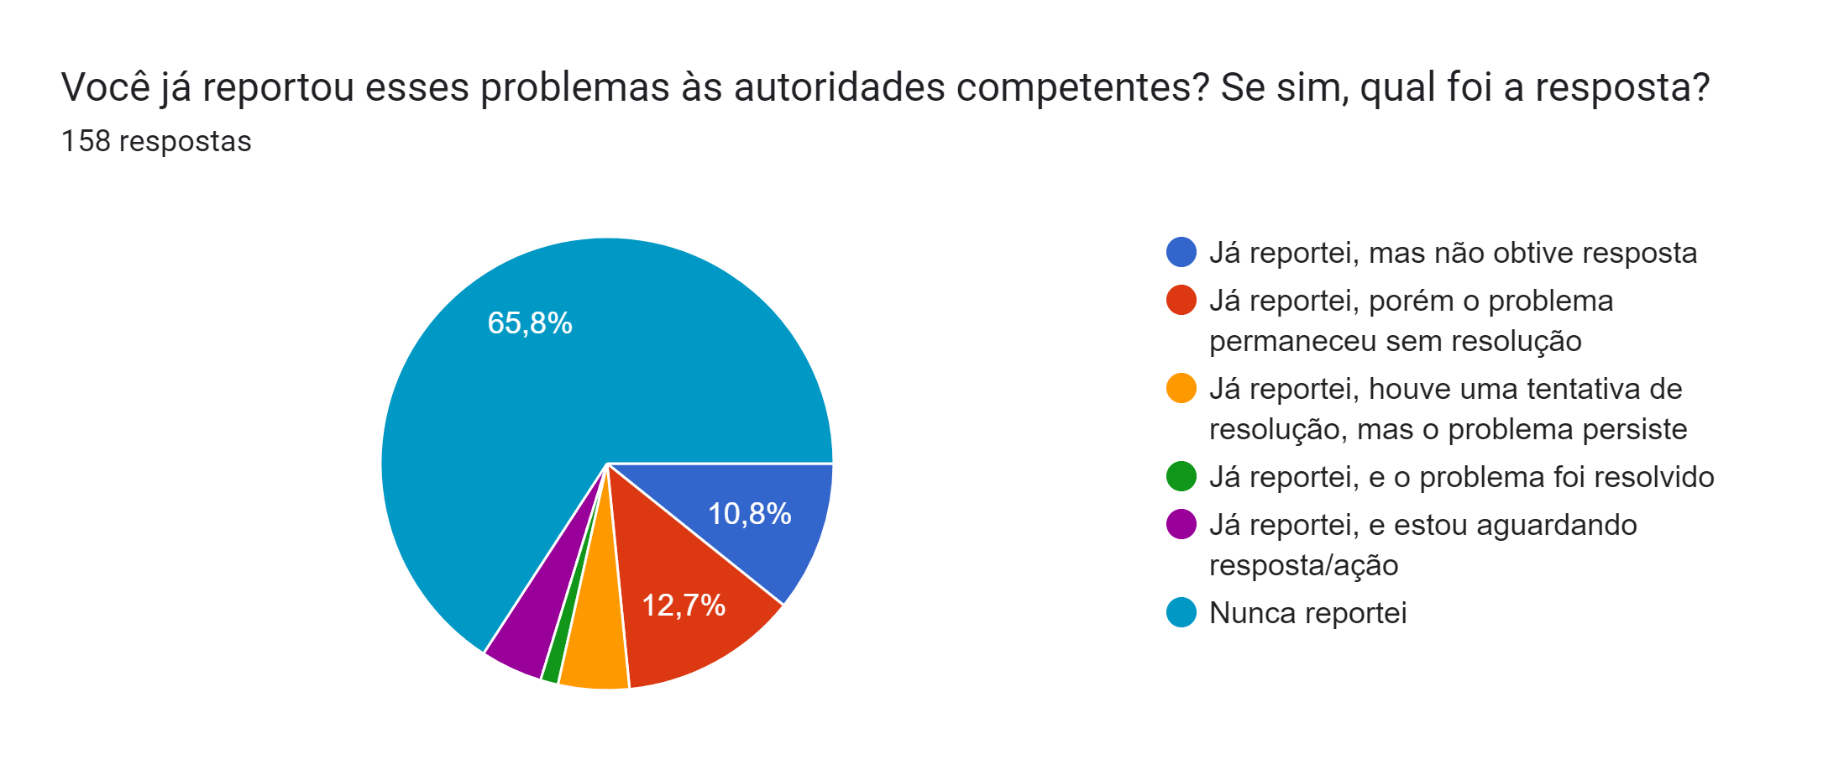 Você já reportou esses problemas às autoridades competentes? Se sim, qual foi a resposta?
158 respostas
65,8%
10,8%
12,7%
Já reportei, mas não obtive resposta
Já reportei, porém o problema
permaneceu sem resolução
Já reportei, houve uma tentativa de
resolução, mas o problema persiste
Já reportei, e o problema foi resolvido
Já reportei, e estou aguardando
resposta/ação
Nunca reportei